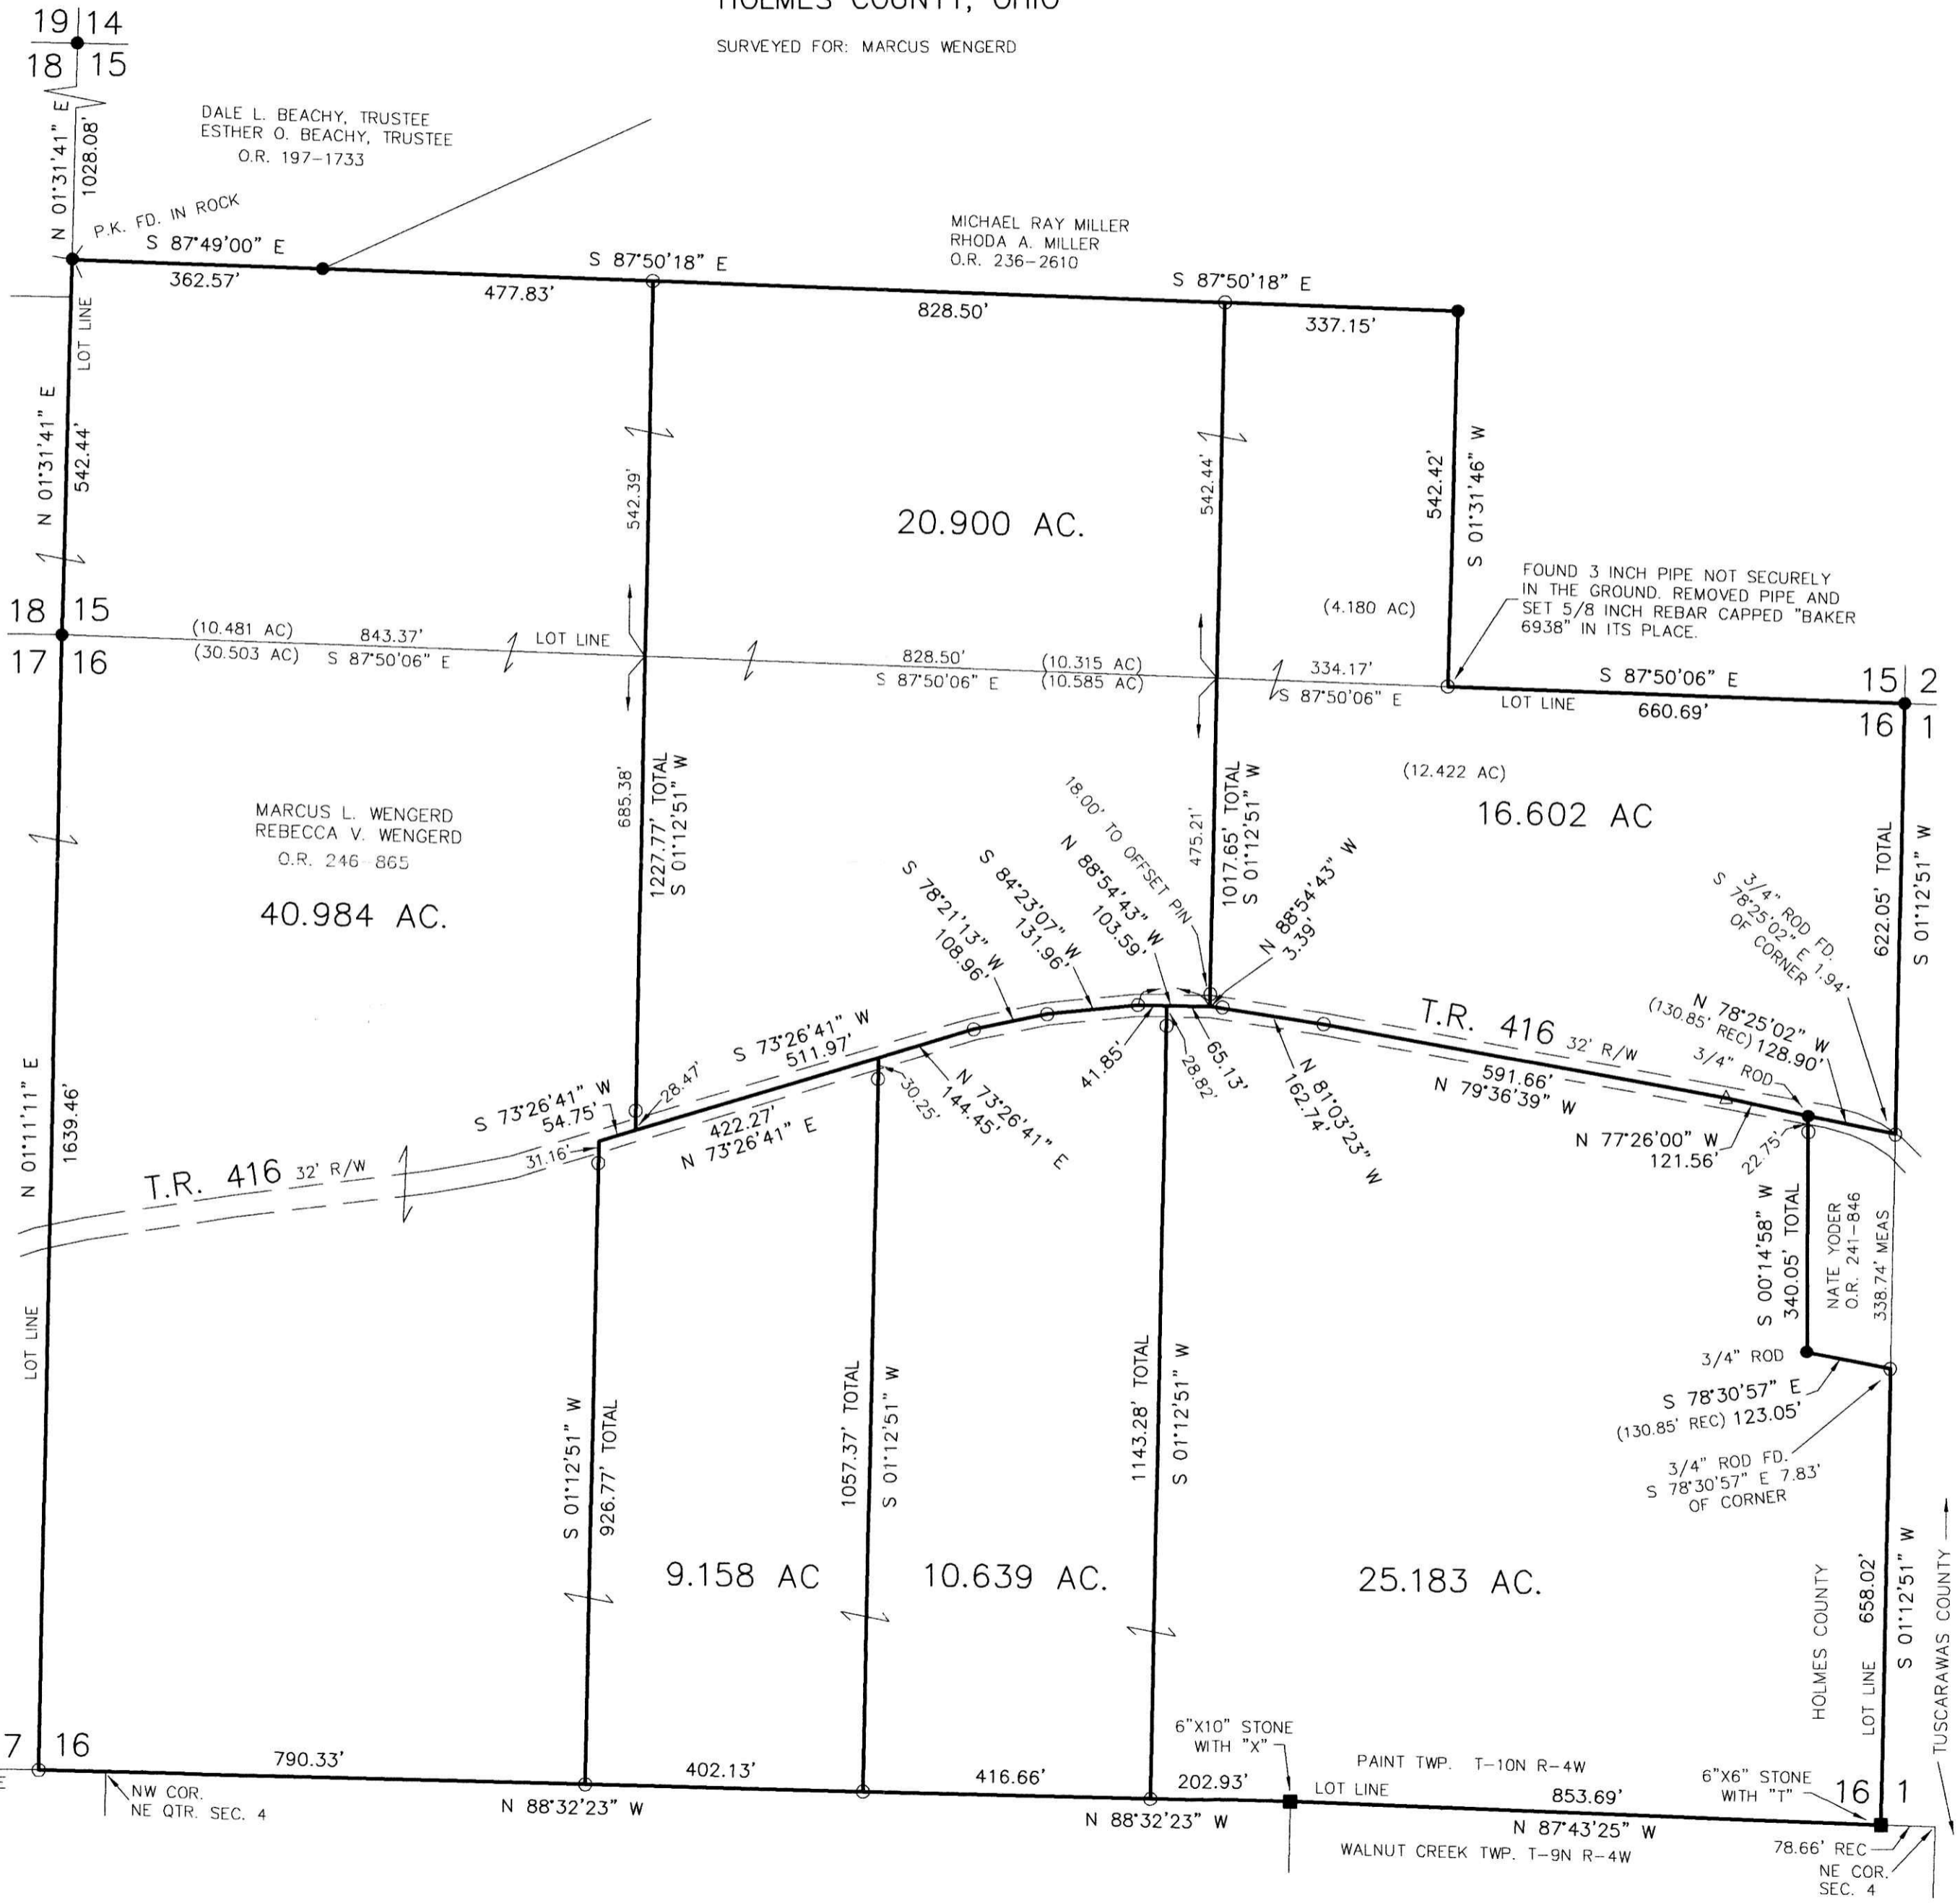 HOLMES COUNTY, OHIO
SURVEYED FOR: MARCUS WENGERD
19 14
18 15
N 01°31'41" E
1028.08'
DALE L. BEACHY, TRUSTEE
ESTHER O. BEACHY, TRUSTEE
O.R. 197-1733
P.K. FD. IN ROCK
S 87°49'00" E
362.57'
477.83'
S 87°50'18" E
MICHAEL RAY MILLER
RHODA A. MILLER
O.R. 236-2610
828.50'
S 87°50'18" E
337.15'
LOT LINE
N 01°31'41" E
542.44'
542.39'
20.900 AC.
542.44'
542.42'
S 01°31'46" W
(4.180 AC)
FOUND 3 INCH PIPE NOT SECURELY
IN THE GROUND. REMOVED PIPE AND
SET 5/8 INCH REBAR CAPPED "BAKER
6938" IN ITS PLACE.
18 15
17 16
(10.481 AC)
843.37'
LOT LINE
(30.503 AC)
S 87°50'06" E
828.50'
(10.315 AC)
S 87°50'06" E
(10.585 AC)
334.17'
S 87°50'06" E
S 87°50'06" E
LOT LINE
660.69'
15 2
16 1
MARCUS L. WENGERD
REBECCA V. WENGERD
O.R. 246-865
40.984 AC.
685.38'
1227.77' TOTAL
S 01°12'51" W
475.21'
1017.65' TOTAL
S 01°12'51" W
(12.422 AC)
16.602 AC
622.05' TOTAL
S 01°12'51" W
18.00' TO OFFSET PIN
N 88°54'43" W
103.59'
S 84°23'07" W
131.96'
S 78°21'13" W
108.96'
N 88°54'43" W
3.39'
3/4" ROD FD.
S 78°25'02" E 1.94'
OF CORNER
N 78°25'02" W
(130.85' REC) 128.90'
3/4" ROD
T.R. 416 32' R/W
591.66'
N 79°36'39" W
N 77°26'00" W
121.56'
N 81°03'23" W
162.74'
65.13'
28.82'
41.85'
S 73°26'41" W
511.97'
N 73°26'41" E
144.45'
30.25'
28.47'
S 73°26'41" W
54.75'
422.27'
N 73°26'41" E
31.16'
T.R. 416 32' R/W
N 01°11'11" E
1639.46'
LOT LINE
22.75'
S 00°14'58" W
340.05' TOTAL
NATE YODER
O.R. 241-846
338.74' MEAS
3/4" ROD
S 78°30'57" E
(130.85' REC) 123.05'
3/4" ROD FD.
S 78°30'57" E 7.83'
OF CORNER
S 01°12'51" W
926.77' TOTAL
1057.37' TOTAL
S 01°12'51" W
1143.28' TOTAL
S 01°12'51" W
9.158 AC
10.639 AC.
25.183 AC.
HOLMES COUNTY
LOT LINE 658.02'
S 01°12'51" W
TUSCARAWAS COUNTY
7 16
E
790.33'
NW COR.
NE QTR. SEC. 4
N 88°32'23" W
402.13'
416.66'
202.93'
N 88°32'23" W
6"X10" STONE
WITH "X"
PAINT TWP. T-10N R-4W
LOT LINE
853.69'
N 87°43'25" W
WALNUT CREEK TWP. T-9N R-4W
6"X6" STONE
WITH "T"
16 1
78.66' REC
NE COR.
SEC. 4